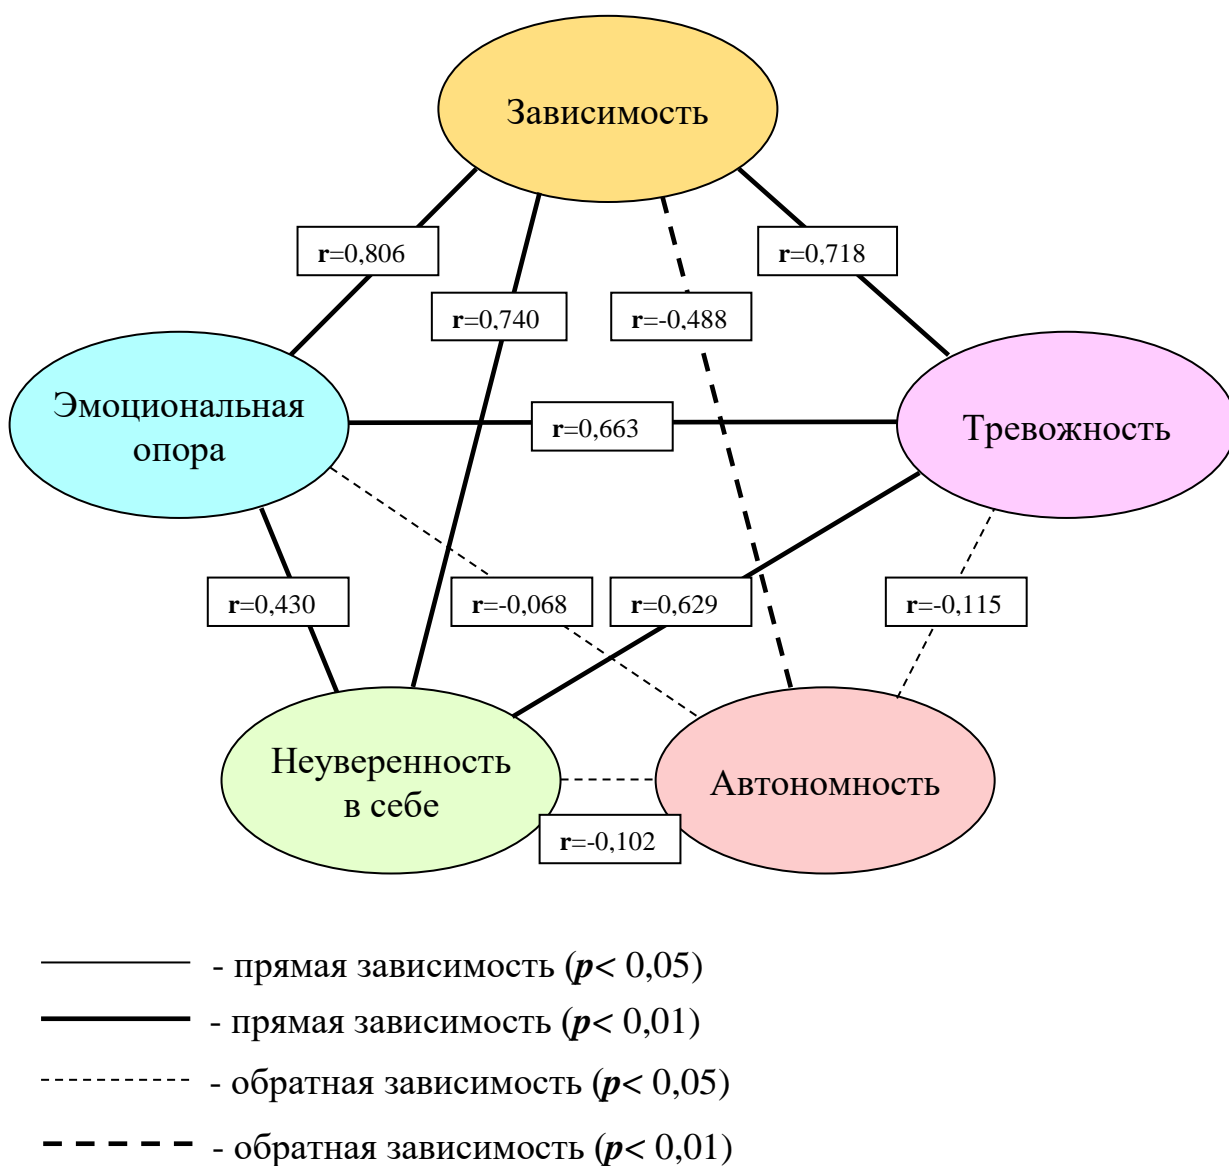 Зависимость
r=0,806
r=0,718
r=0,740
r=-0,488
Эмоциональная
опора
r=0,663
Тревожность
r=0,430
r=-0,068
r=0,629
r=-0,115
Неуверенность
в себе
Автономность
r=-0,102
- прямая зависимость (p< 0,05)
- прямая зависимость (p< 0,01)
- обратная зависимость (p< 0,05)
- обратная зависимость (p< 0,01)